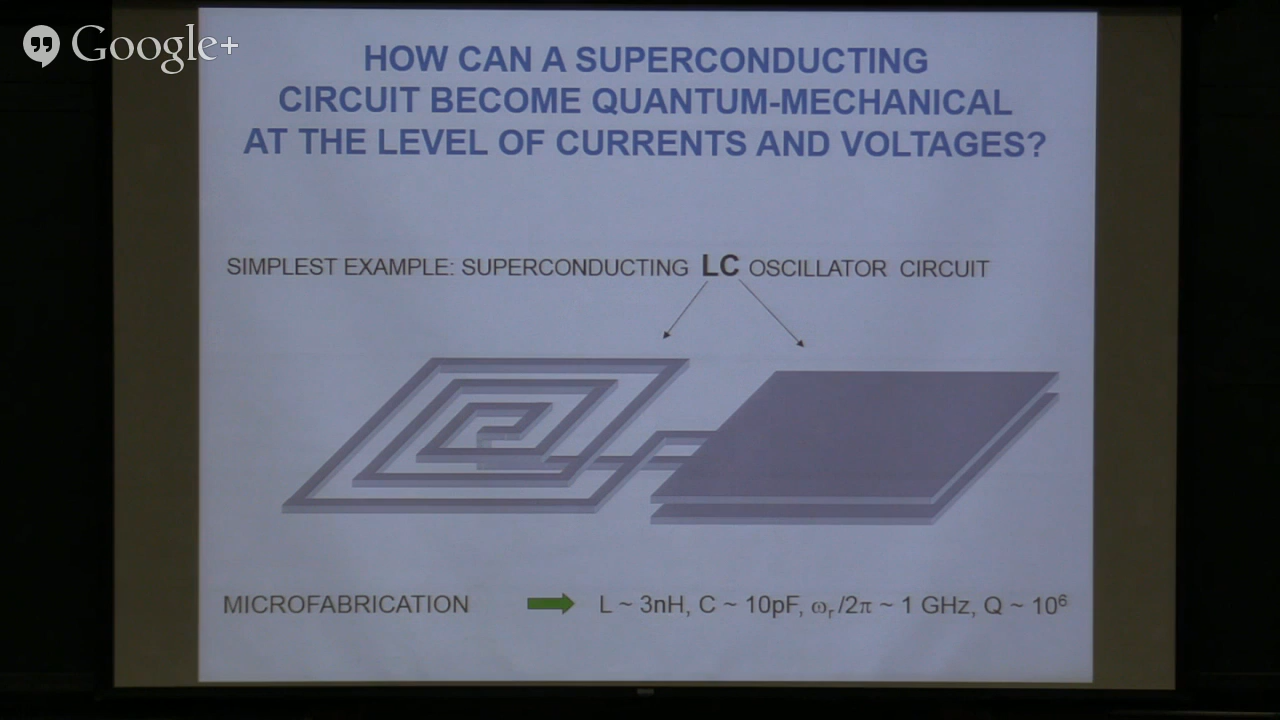 Google+
HOW CAN A SUPERCONDUCTING
CIRCUIT BECOME QUANTUM-MECHANICAL
AT THE LEVEL OF CURRENTS AND VOLTAGES?
SIMPLEST EXAMPLE: SUPERCONDUCTING LC OSCILLATOR CIRCUIT
MICROFABRICATION L ~ 3nH, C ~ 10pF, ωᵣ/2π ~ 1 GHz, Q ~ 10⁶